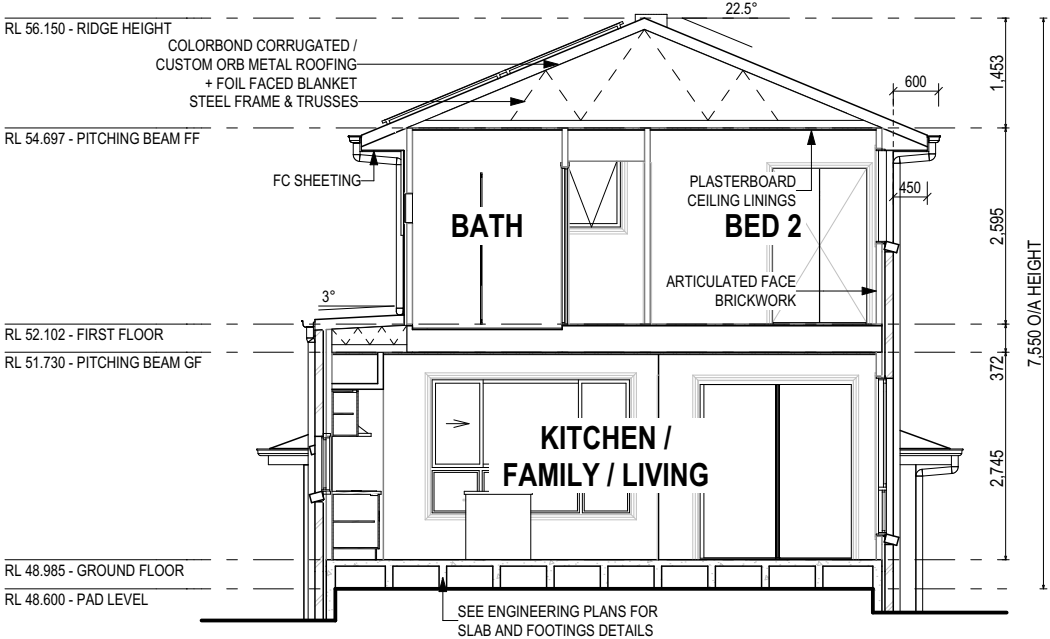 22.5°
RL 56.150 - RIDGE HEIGHT
COLORBOND CORRUGATED /
CUSTOM ORB METAL ROOFING
+ FOIL FACED BLANKET
STEEL FRAME & TRUSSES
1,453
600
RL 54.697 - PITCHING BEAM FF
FC SHEETING
PLASTERBOARD
CEILING LININGS
450
BATH
BED 2
2,595
ARTICULATED FACE
BRICKWORK
7,550 O/A HEIGHT
3°
RL 52.102 - FIRST FLOOR
RL 51.730 - PITCHING BEAM GF
372
KITCHEN /
FAMILY / LIVING
2,745
RL 48.985 - GROUND FLOOR
RL 48.600 - PAD LEVEL
SEE ENGINEERING PLANS FOR
SLAB AND FOOTINGS DETAILS